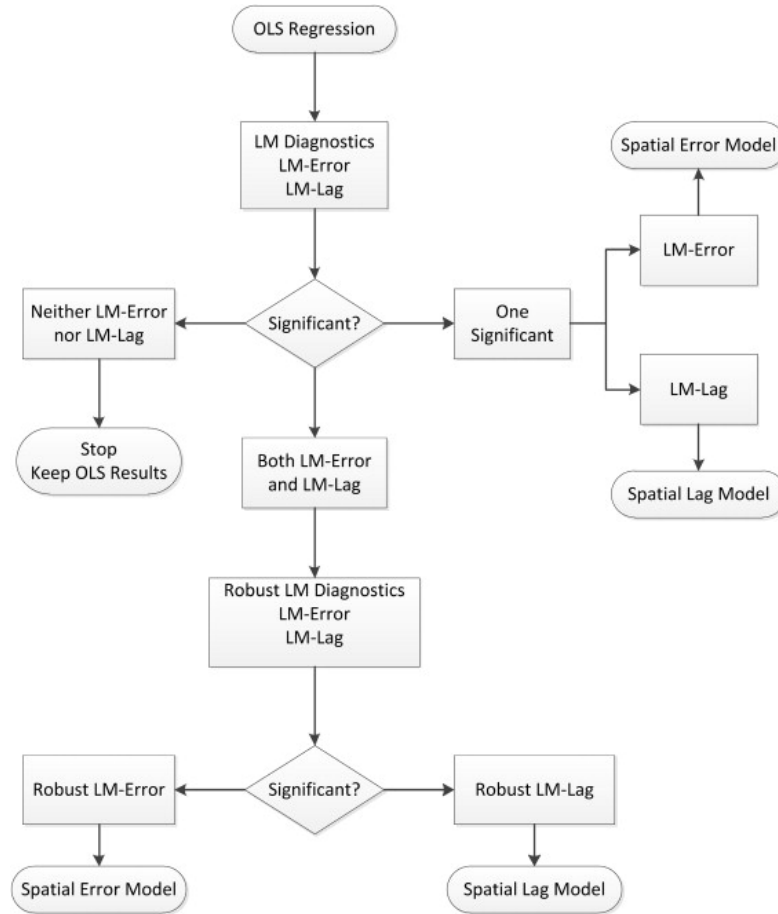 OLS Regression
LM Diagnostics
LM-Error
LM-Lag
Spatial Error Model
LM-Error
Neither LM-Error
nor LM-Lag
Significant?
One
Significant
LM-Lag
Stop
Keep OLS Results
Both LM-Error
and LM-Lag
Spatial Lag Model
Robust LM Diagnostics
LM-Error
LM-Lag
Robust LM-Error
Significant?
Robust LM-Lag
Spatial Error Model
Spatial Lag Model